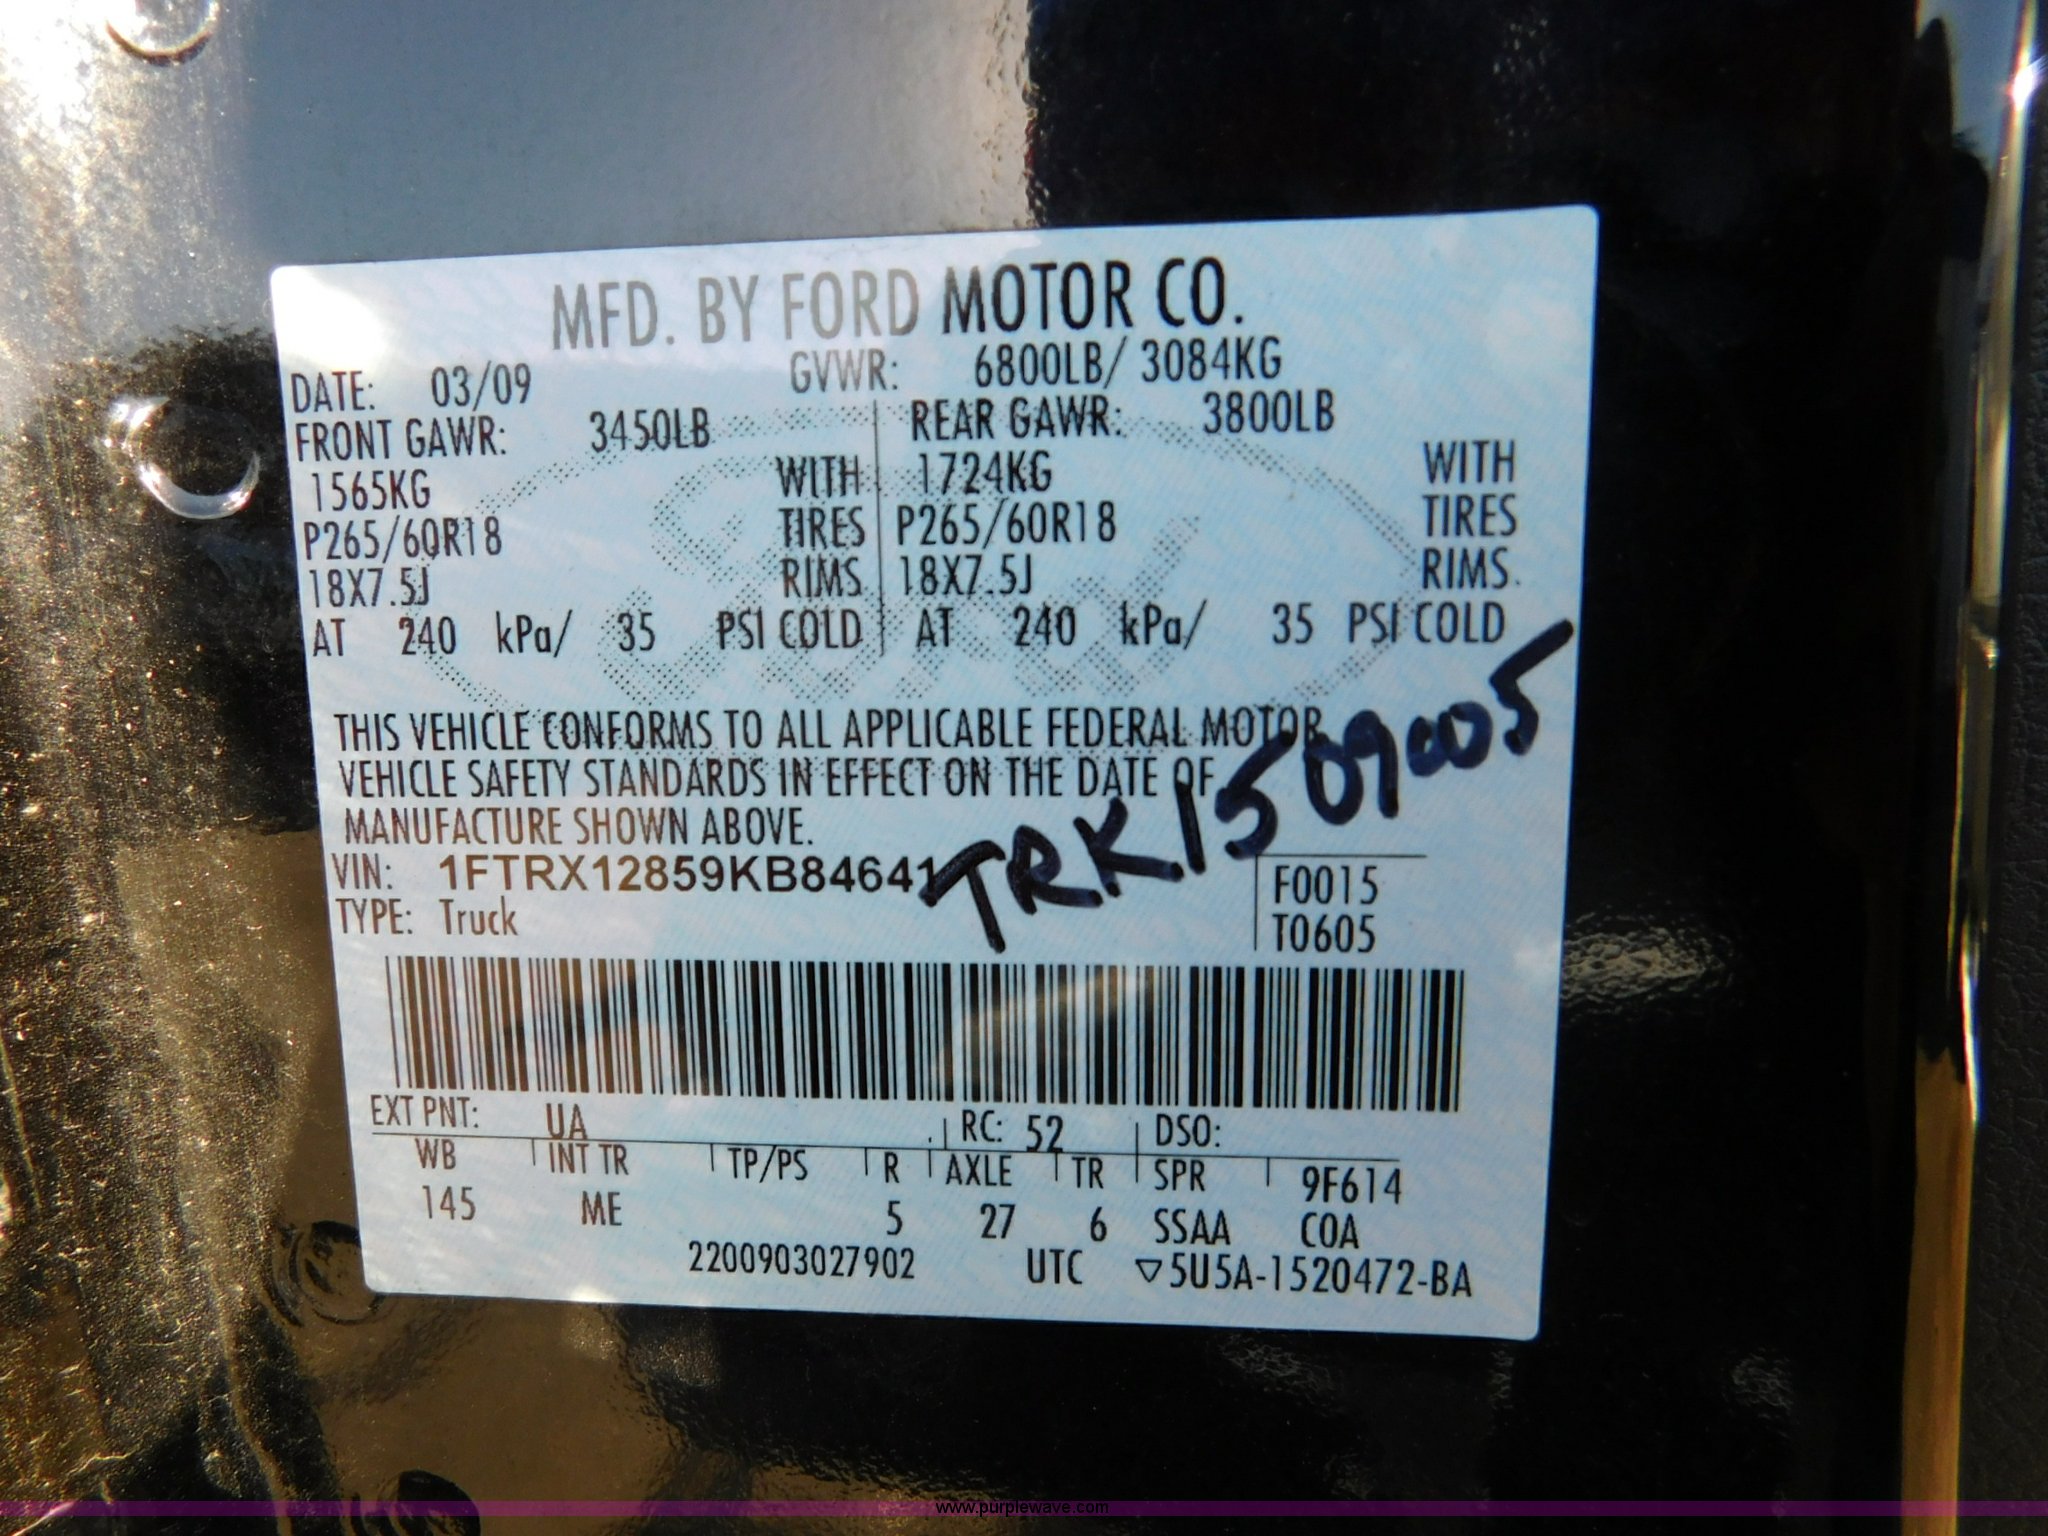 MFD. BY FORD MOTOR CO.
DATE: 03/09 GVWR: 6800LB/ 3084KG
FRONT GAWR: 3450LB REAR GAWR: 3800LB
1565KG WITH 1724KG WITH
P265/60R18 TIRES P265/60R18 TIRES
18X7.5J RIMS 18X7.5J RIMS
AT 240 kPa/ 35 PSI COLD AT 240 kPa/ 35 PSI COLD
THIS VEHICLE CONFORMS TO ALL APPLICABLE FEDERAL MOTOR
VEHICLE SAFETY STANDARDS IN EFFECT ON THE DATE OF
MANUFACTURE SHOWN ABOVE.
TRK1509005
VIN: 1FTRX12859KB84641
F0015
TYPE: Truck T0605
EXT PNT: UA RC: 52 DSO:
WB INT TR TP/PS R AXLE TR SPR 9F614
145 ME 5 27 6 SSAA COA
2200903027902 UTC ▽5U5A-1520472-BA
Ford
www.purplewave.com